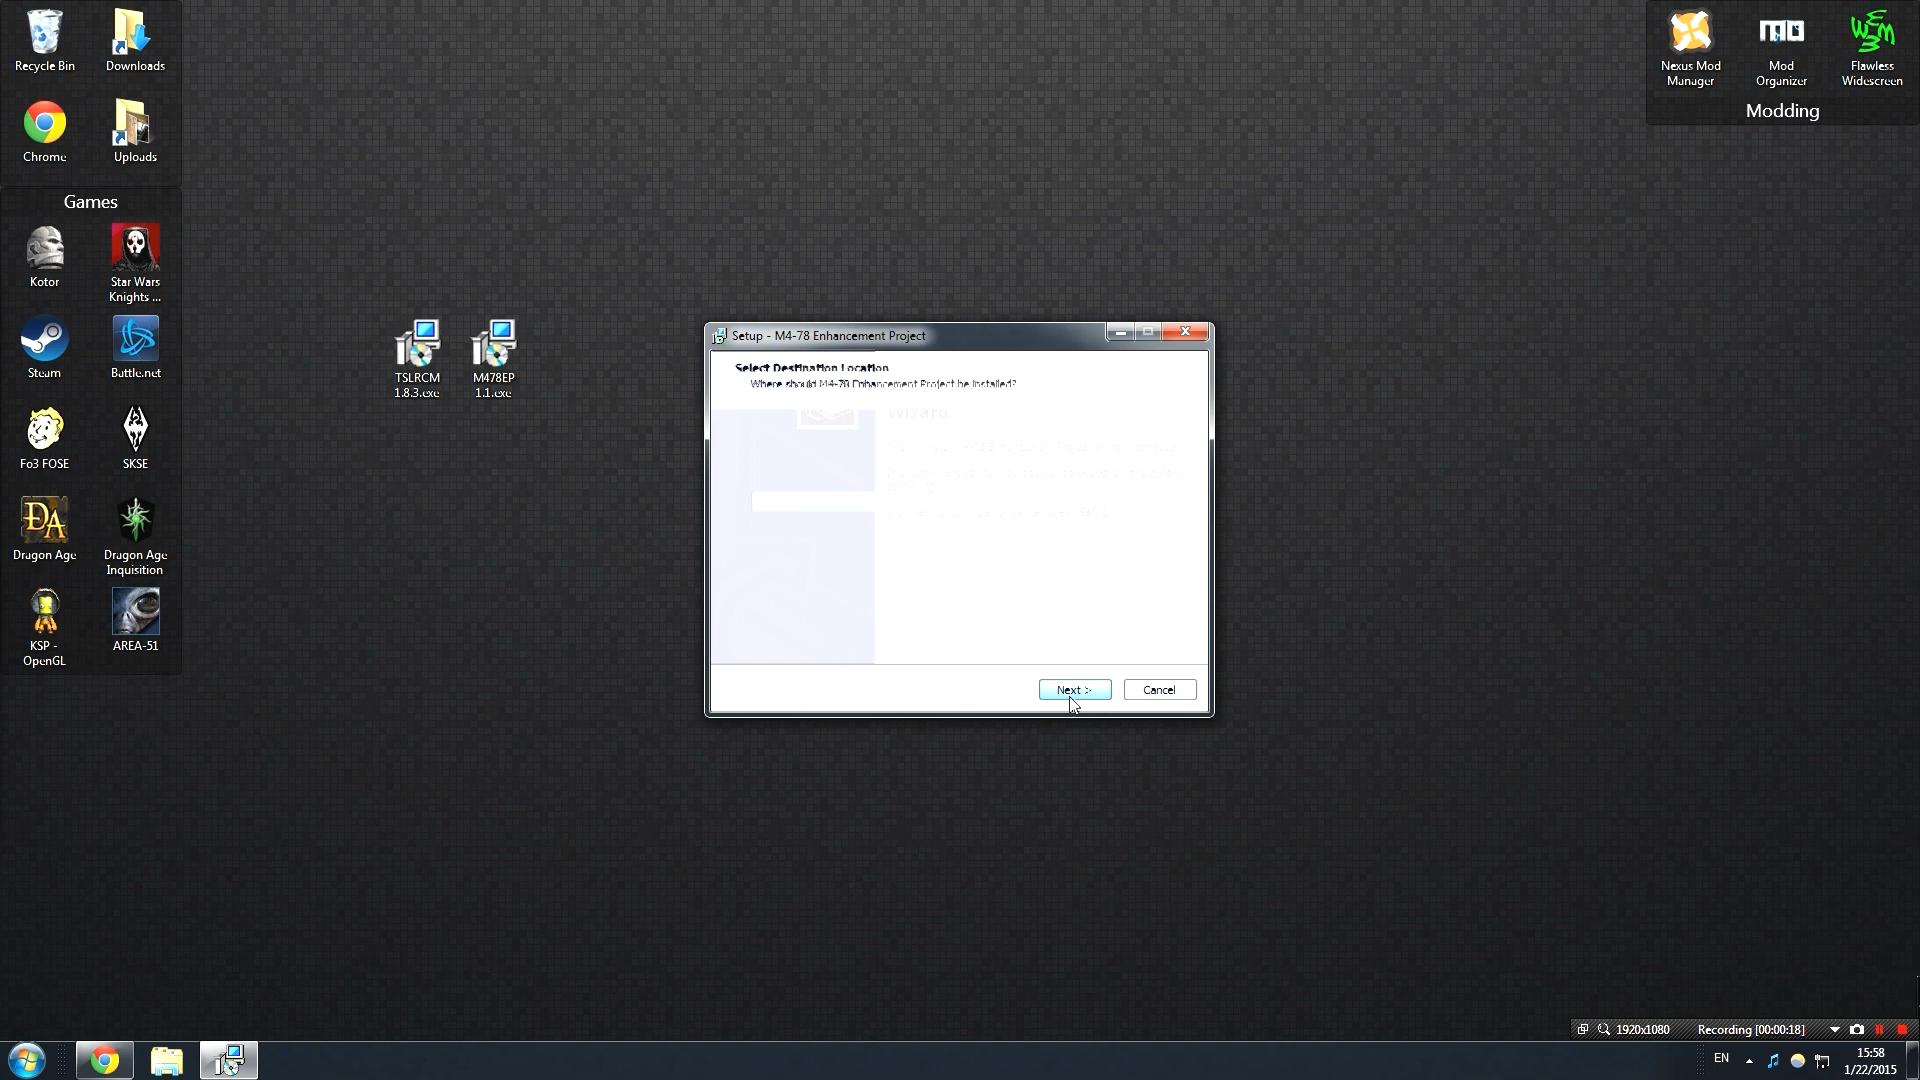 Recycle Bin
Downloads
Chrome
Uploads
Games
Kotor
Star Wars
Knights ...
Steam
Battle.net
Fo3 FOSE
SKSE
Dragon Age
Dragon Age
Inquisition
KSP -
OpenGL
AREA-51
TSLRCM
1.8.3.exe
M478EP
1.1.exe
Nexus Mod
Manager
Mod
Organizer
Flawless
Widescreen
Modding
Setup - M4-78 Enhancement Project
Select Destination Location
Where should M4-78 Enhancement Project be installed?
Wizard
Next >
Cancel
1920x1080
Recording [00:00:18]
EN
15:58
1/22/2015